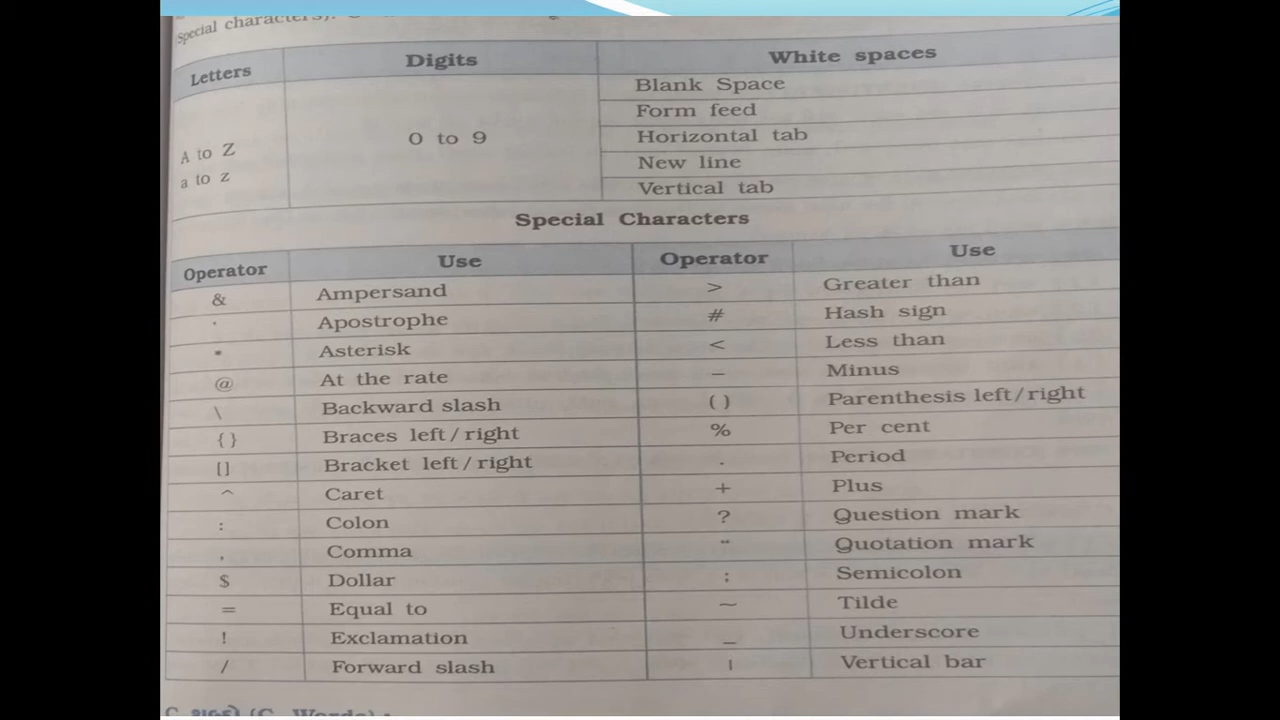 Special characters).
Letters Digits White spaces
A to Z
a to z
0 to 9
Blank Space
Form feed
Horizontal tab
New line
Vertical tab
Special Characters
Operator Use Operator Use
& Ampersand > Greater than
' Apostrophe # Hash sign
* Asterisk < Less than
@ At the rate – Minus
\ Backward slash ( ) Parenthesis left/right
{ } Braces left/right % Per cent
[] Bracket left/right . Period
^ Caret + Plus
: Colon ? Question mark
, Comma “ Quotation mark
$ Dollar ; Semicolon
= Equal to ~ Tilde
! Exclamation _ Underscore
/ Forward slash | Vertical bar
C (C Words) :